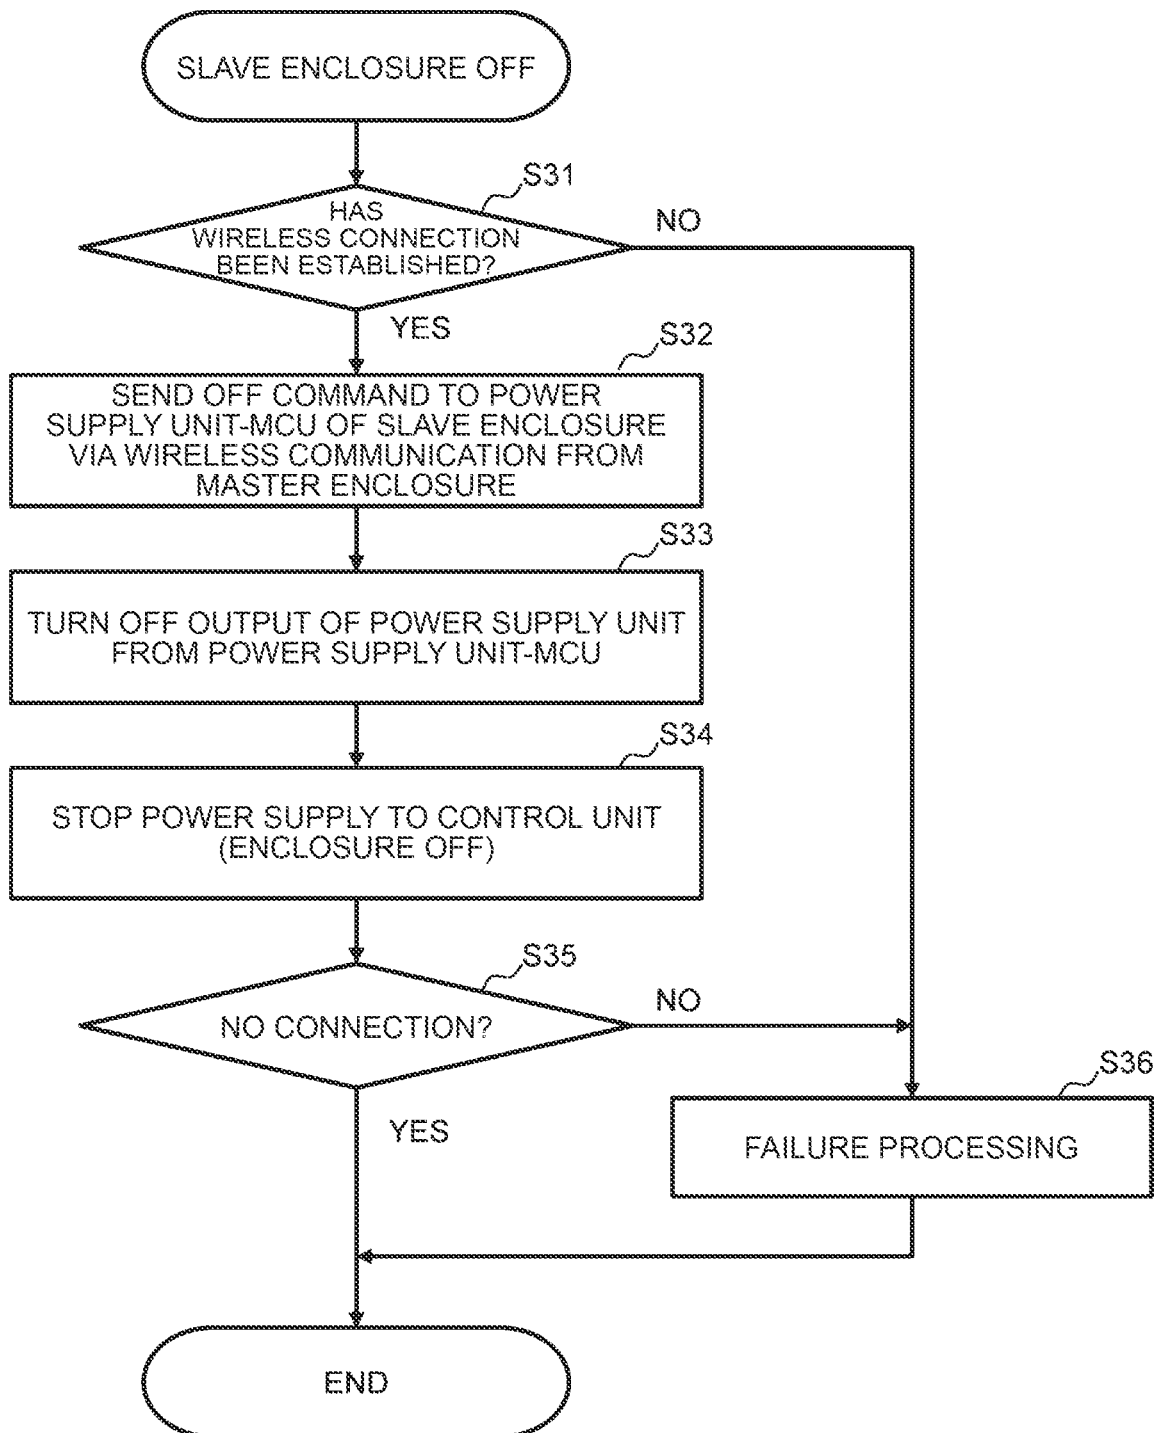 SLAVE ENCLOSURE OFF
S31
HAS
WIRELESS CONNECTION
BEEN ESTABLISHED?
NO
YES
S32
SEND OFF COMMAND TO POWER
SUPPLY UNIT-MCU OF SLAVE ENCLOSURE
VIA WIRELESS COMMUNICATION FROM
MASTER ENCLOSURE
S33
TURN OFF OUTPUT OF POWER SUPPLY UNIT
FROM POWER SUPPLY UNIT-MCU
S34
STOP POWER SUPPLY TO CONTROL UNIT
(ENCLOSURE OFF)
S35
NO CONNECTION?
NO
YES
S36
FAILURE PROCESSING
END